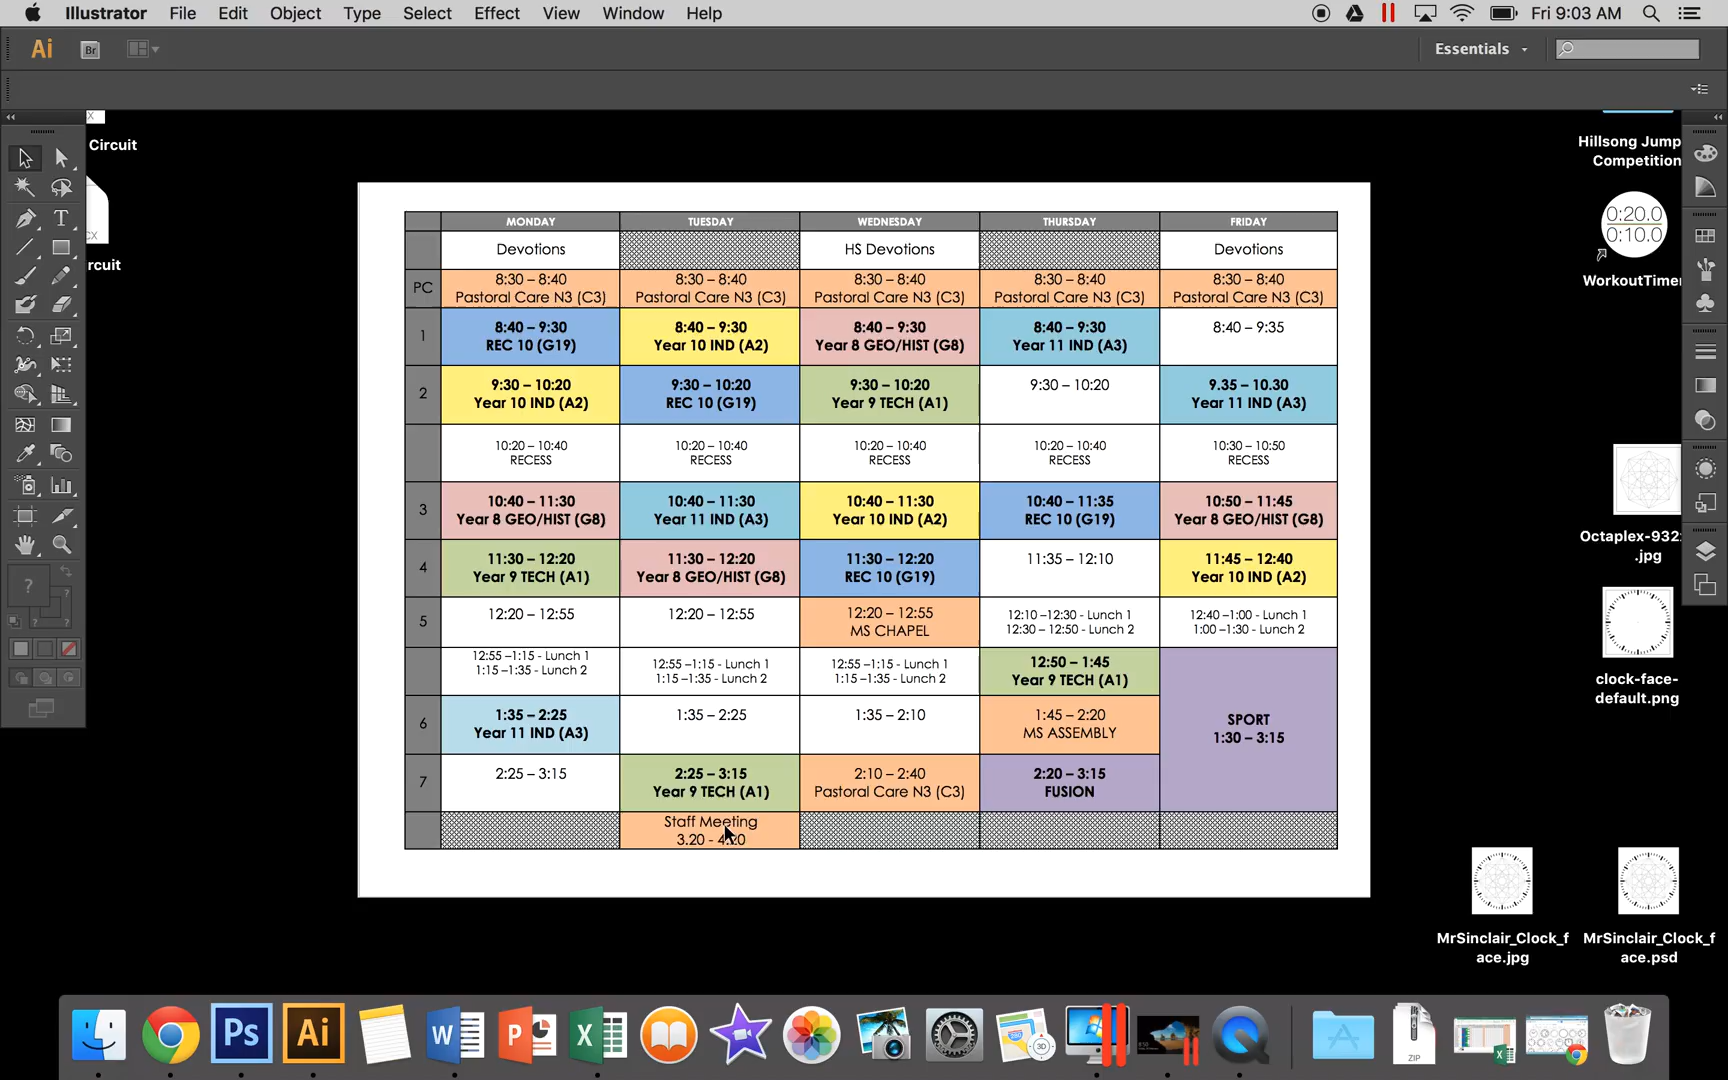 Illustrator File Edit Object Type Select Effect View Window Help Fri 9:03 AM
Ai Br Essentials
Circuit
rcuit
Hillsong Jump
Competition
0:20.0
0:10.0
WorkoutTimer
Octaplex-932
.jpg
clock-face-
default.png
MrSinclair_Clock_f
ace.jpg
MrSinclair_Clock_f
ace.psd
MONDAY TUESDAY WEDNESDAY THURSDAY FRIDAY
Devotions HS Devotions Devotions
PC
8:30 – 8:40 8:30 – 8:40 8:30 – 8:40 8:30 – 8:40 8:30 – 8:40
Pastoral Care N3 (C3) Pastoral Care N3 (C3) Pastoral Care N3 (C3) Pastoral Care N3 (C3) Pastoral Care N3 (C3)
1
8:40 – 9:30 8:40 – 9:30 8:40 – 9:30 8:40 – 9:30 8:40 – 9:35
REC 10 (G19) Year 10 IND (A2) Year 8 GEO/HIST (G8) Year 11 IND (A3)
2
9:30 – 10:20 9:30 – 10:20 9:30 – 10:20 9:30 – 10:20 9.35 – 10.30
Year 10 IND (A2) REC 10 (G19) Year 9 TECH (A1) Year 11 IND (A3)
10:20 – 10:40 10:20 – 10:40 10:20 – 10:40 10:20 – 10:40 10:30 – 10:50
RECESS RECESS RECESS RECESS RECESS
3
10:40 – 11:30 10:40 – 11:30 10:40 – 11:30 10:40 – 11:35 10:50 – 11:45
Year 8 GEO/HIST (G8) Year 11 IND (A3) Year 10 IND (A2) REC 10 (G19) Year 8 GEO/HIST (G8)
4
11:30 – 12:20 11:30 – 12:20 11:30 – 12:20 11:35 – 12:10 11:45 – 12:40
Year 9 TECH (A1) Year 8 GEO/HIST (G8) REC 10 (G19) Year 10 IND (A2)
5
12:20 – 12:55 12:20 – 12:55 12:20 – 12:55 12:10 –12:30 - Lunch 1 12:40 –1:00 - Lunch 1
MS CHAPEL 12:30 – 12:50 - Lunch 2 1:00 –1:30 - Lunch 2
12:55 –1:15 - Lunch 1 12:55 –1:15 - Lunch 1 12:55 –1:15 - Lunch 1 12:50 – 1:45
1:15 –1:35 - Lunch 2 1:15 –1:35 - Lunch 2 1:15 –1:35 - Lunch 2 Year 9 TECH (A1)
6
1:35 – 2:25 1:35 – 2:25 1:35 – 2:10 1:45 – 2:20 SPORT
Year 11 IND (A3) MS ASSEMBLY 1:30 – 3:15
7
2:25 – 3:15 2:25 – 3:15 2:10 – 2:40 2:20 – 3:15
Year 9 TECH (A1) Pastoral Care N3 (C3) FUSION
Staff Meeting
3.20 - 4.20
Ps Ai W P X 3D ZIP